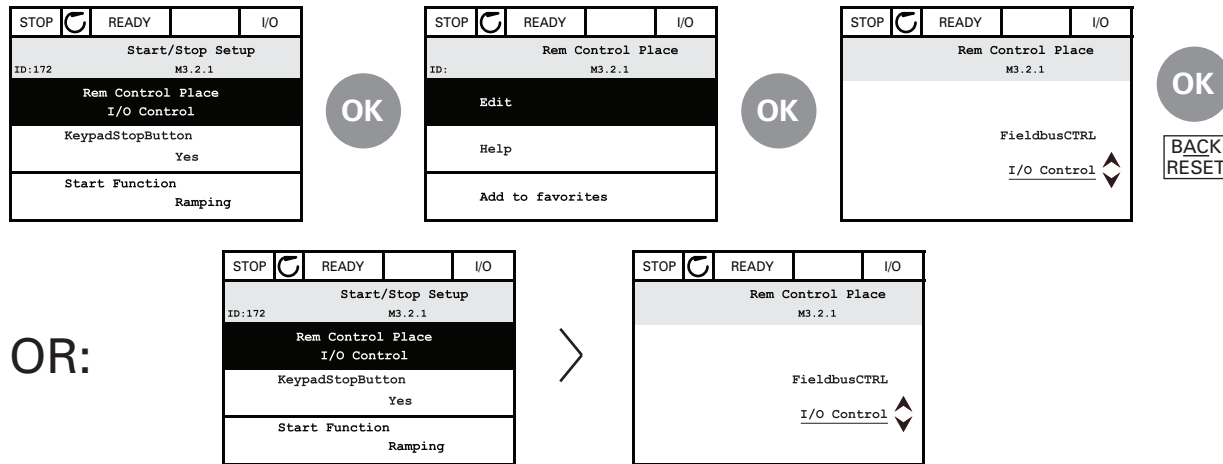 STOP READY I/O
Start/Stop Setup
ID:172 M3.2.1
Rem Control Place
I/O Control
KeypadStopButton
Yes
Start Function
Ramping
OK
STOP READY I/O
Rem Control Place
ID: M3.2.1
Edit
Help
Add to favorites
OK
STOP READY I/O
Rem Control Place
M3.2.1
FieldbusCTRL
I/O Control
OK
BACK
RESET
OR:
STOP READY I/O
Start/Stop Setup
ID:172 M3.2.1
Rem Control Place
I/O Control
KeypadStopButton
Yes
Start Function
Ramping
STOP READY I/O
Rem Control Place
M3.2.1
FieldbusCTRL
I/O Control